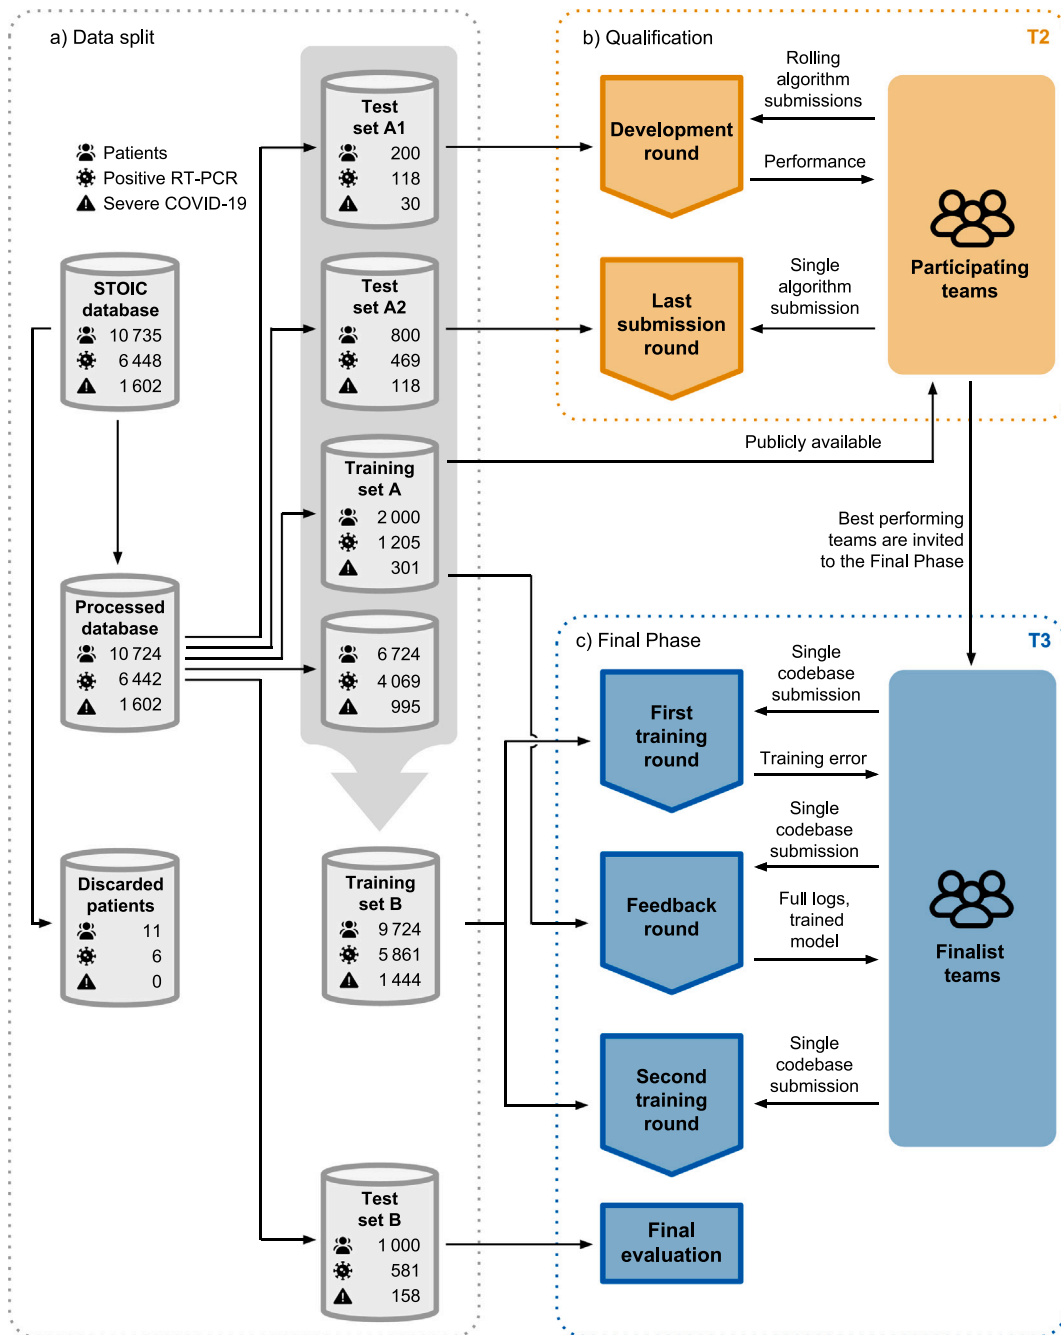 a) Data split
Patients
Positive RT-PCR
Severe COVID-19
STOIC
database
10 735
6 448
1 602
Processed
database
10 724
6 442
1 602
Discarded
patients
11
6
0
Test
set A1
200
118
30
Test
set A2
800
469
118
Training
set A
2 000
1 205
301
6 724
4 069
995
Training
set B
9 724
5 861
1 444
Test
set B
1 000
581
158
b) Qualification
T2
Development
round
Rolling
algorithm
submissions
Performance
Last
submission
round
Single
algorithm
submission
Participating
teams
Publicly available
Best performing
teams are invited
to the Final Phase
c) Final Phase
T3
First
training
round
Single
codebase
submission
Training error
Feedback
round
Single
codebase
submission
Full logs,
trained
model
Finalist
teams
Second
training
round
Single
codebase
submission
Final
evaluation